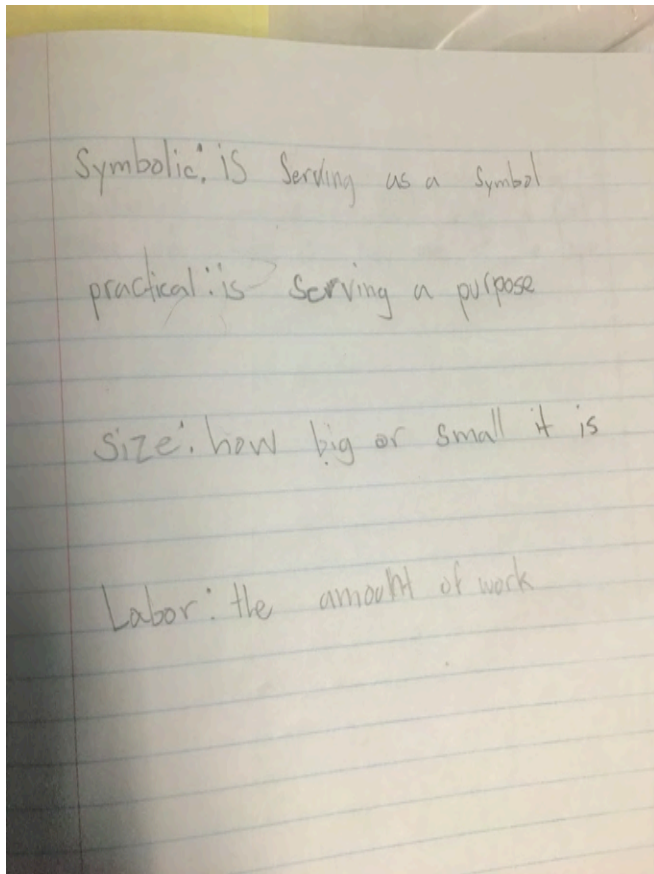 Symbolic: is Serving as a Symbol
practical: is Serving a purpose
Size: how big or small it is
Labor: the amount of work